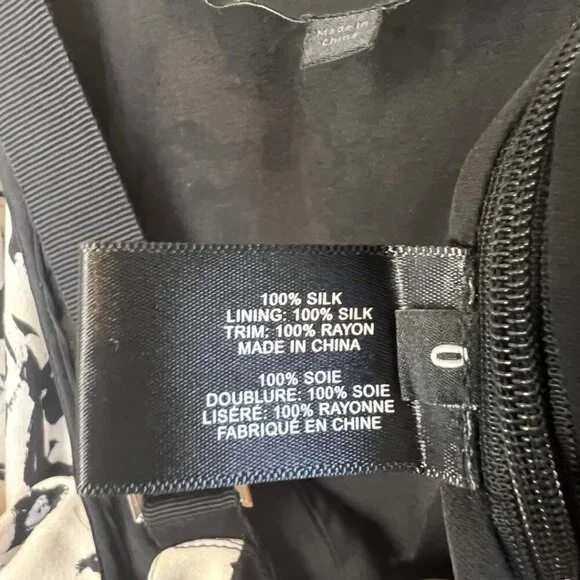 Made in
China
100% SILK
LINING: 100% SILK
TRIM: 100% RAYON
MADE IN CHINA
100% SOIE
DOUBLURE: 100% SOIE
LISÉRÉ: 100% RAYONNE
FABRIQUÉ EN CHINE
0